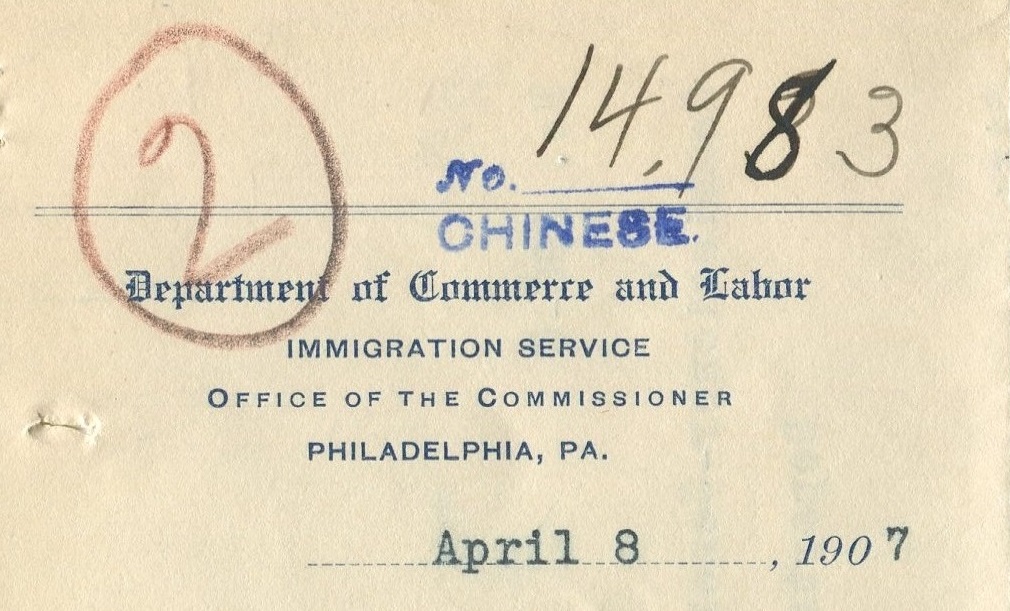 2
14,983
No.
CHINESE.
Department of Commerce and Labor
IMMIGRATION SERVICE
OFFICE OF THE COMMISSIONER
PHILADELPHIA, PA.
April 8, 1907